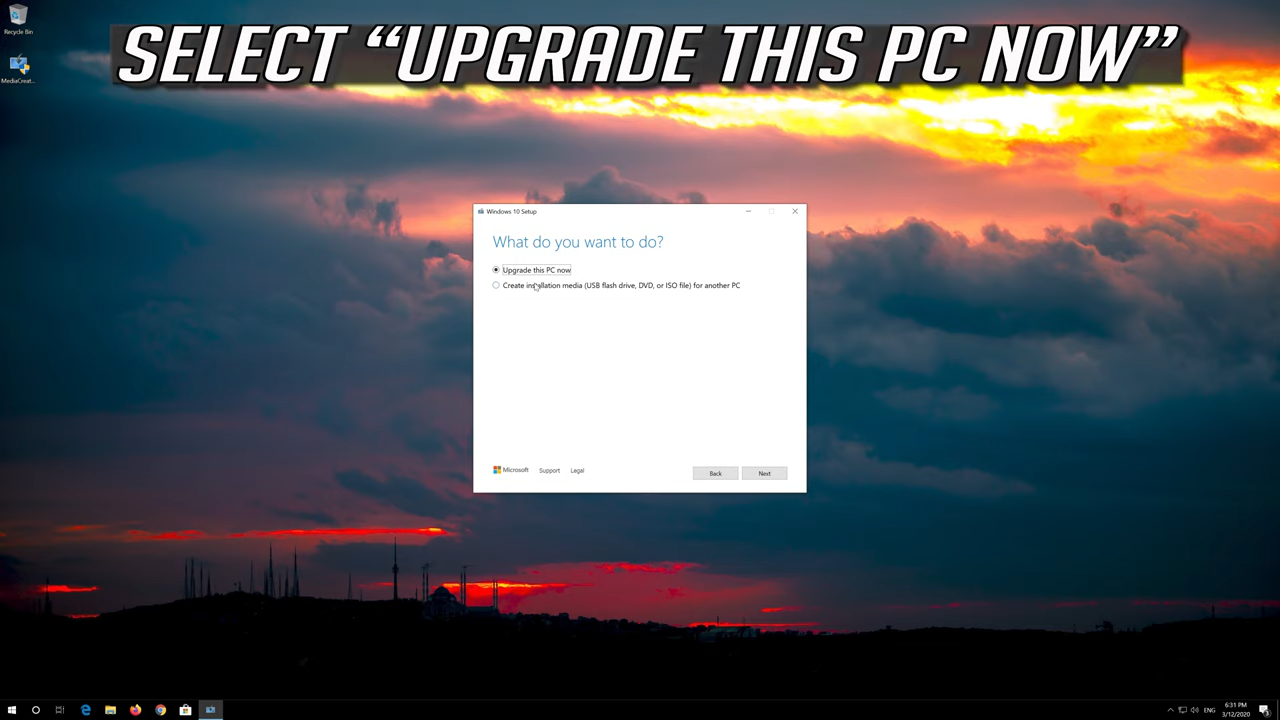 SELECT “UPGRADE THIS PC NOW”
Recycle Bin
MediaCreat...
Windows 10 Setup
What do you want to do?
Upgrade this PC now
Create installation media (USB flash drive, DVD, or ISO file) for another PC
Microsoft Support Legal
Back Next
ENG
6:31 PM
3/12/2020